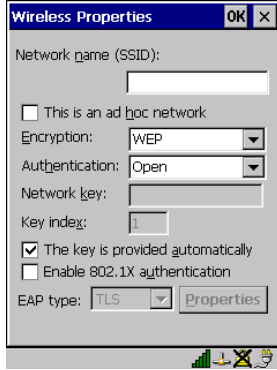 Wireless Properties OK ×
Network name (SSID):
This is an ad hoc network
Encryption: WEP
Authentication: Open
Network key:
Key index: 1
The key is provided automatically
Enable 802.1X authentication
EAP type: TLS Properties